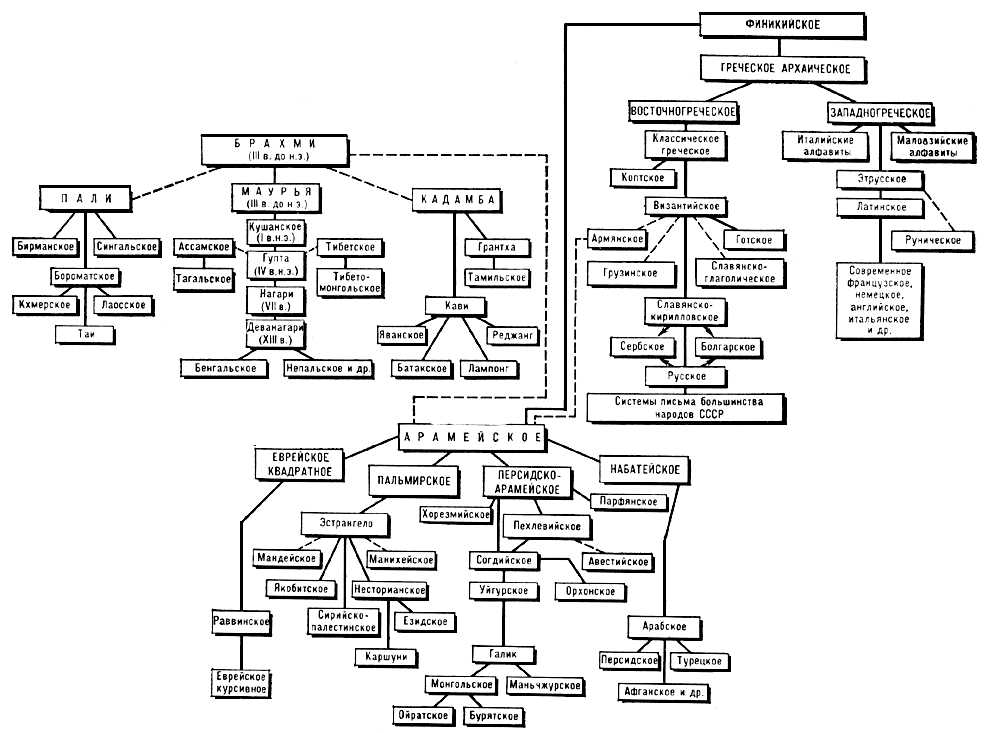 ФИНИКИЙСКОЕ
ГРЕЧЕСКОЕ АРХАИЧЕСКОЕ
ВОСТОЧНОГРЕЧЕСКОЕ
ЗАПАДНОГРЕЧЕСКОЕ
Классическое
греческое
Италийские
алфавиты
Малоазийские
алфавиты
Коптское
Этрусское
Византийское
Латинское
Армянское
Готское
Руническое
Грузинское
Славянско-
глаголическое
Современное
французское,
немецкое,
английское,
итальянское
и др.
Славянско-
кирилловское
Сербское
Болгарское
Русское
Системы письма большинства
народов СССР
БРАХМИ
(III в. до н.э.)
ПАЛИ
МАУРЬЯ
(III в. до н.э.)
КАДАМБА
Бирманское
Сингальское
Бороматское
Кхмерское
Лаосское
Таи
Кушанское
(I в.н.э.)
Ассамское
Тибетское
Гупта
(IV в.н.э.)
Тагальское
Тибето-
монгольское
Нагари
(VII в.)
Деванагари
(XIII в.)
Бенгальское
Непальское и др.
Грантха
Тамильское
Кави
Яванское
Реджанг
Батакское
Лампонг
АРАМЕЙСКОЕ
ЕВРЕЙСКОЕ
КВАДРАТНОЕ
ПАЛЬМИРСКОЕ
ПЕРСИДСКО-
АРАМЕЙСКОЕ
НАБАТЕЙСКОЕ
Парфянское
Хорезмийское
Эстрангело
Пехлевийское
Мандейское
Манихейское
Согдийское
Авестийское
Якобитское
Несторианское
Уйгурское
Орхонское
Раввинское
Сирийско-
палестинское
Езидское
Арабское
Каршуни
Галик
Персидское
Турецкое
Еврейское
курсивное
Монгольское
Маньчжурское
Афганское и др.
Ойратское
Бурятское